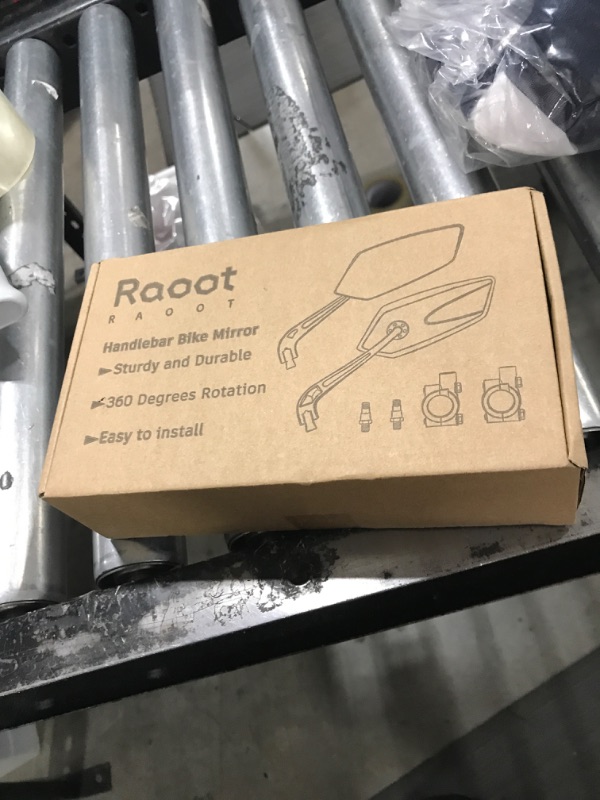 Raoot
RAOOT
Handlebar Bike Mirror
►Sturdy and Durable
►360 Degrees Rotation
►Easy to install